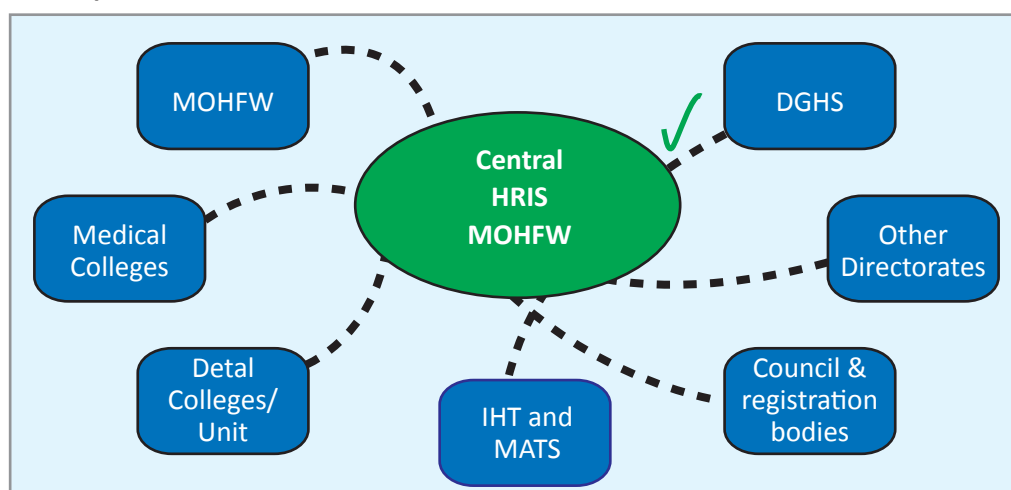 MOHFW
DGHS
Central
HRIS
MOHFW
Medical
Colleges
Other
Directorates
Detal
Colleges/
Unit
IHT and
MATS
Council &
registration
bodies